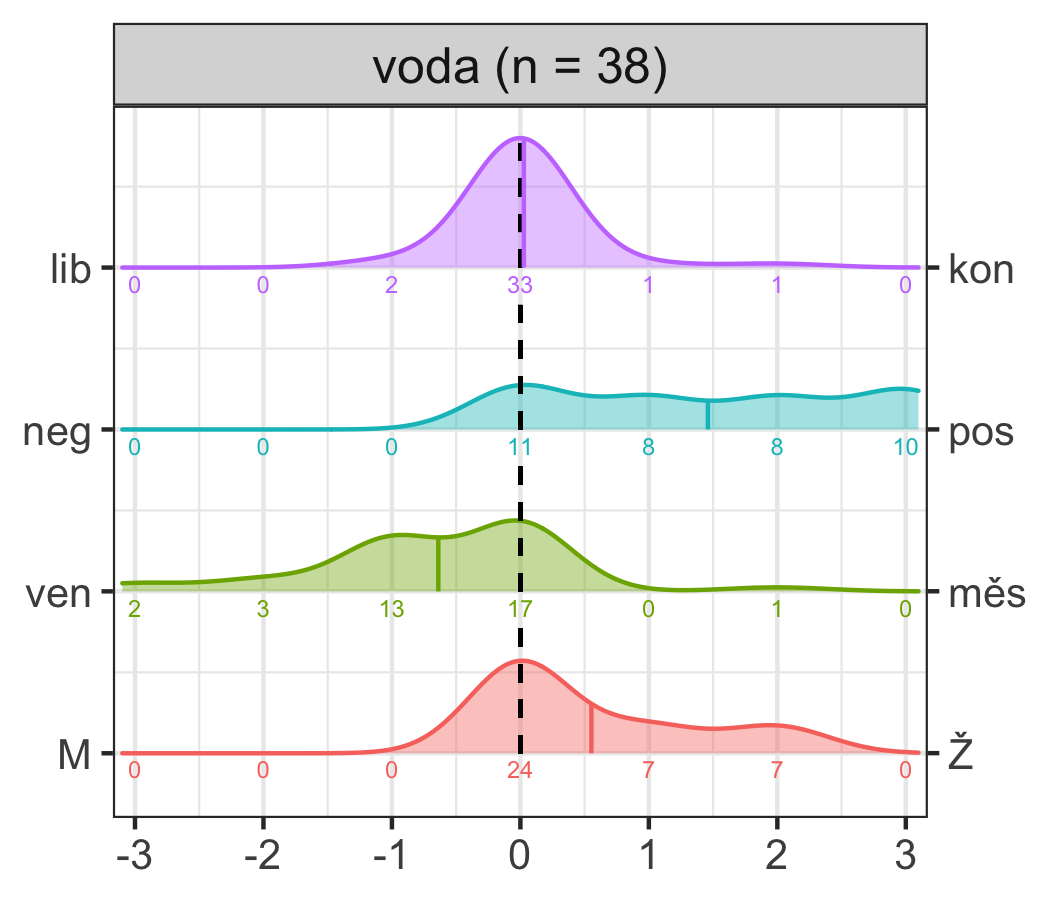 voda (n = 38)
lib kon
0 0 2 33 1 1 0
neg pos
0 0 0 11 8 8 10
ven měs
2 3 13 17 0 1 0
M Ž
0 0 0 24 7 7 0
-3 -2 -1 0 1 2 3